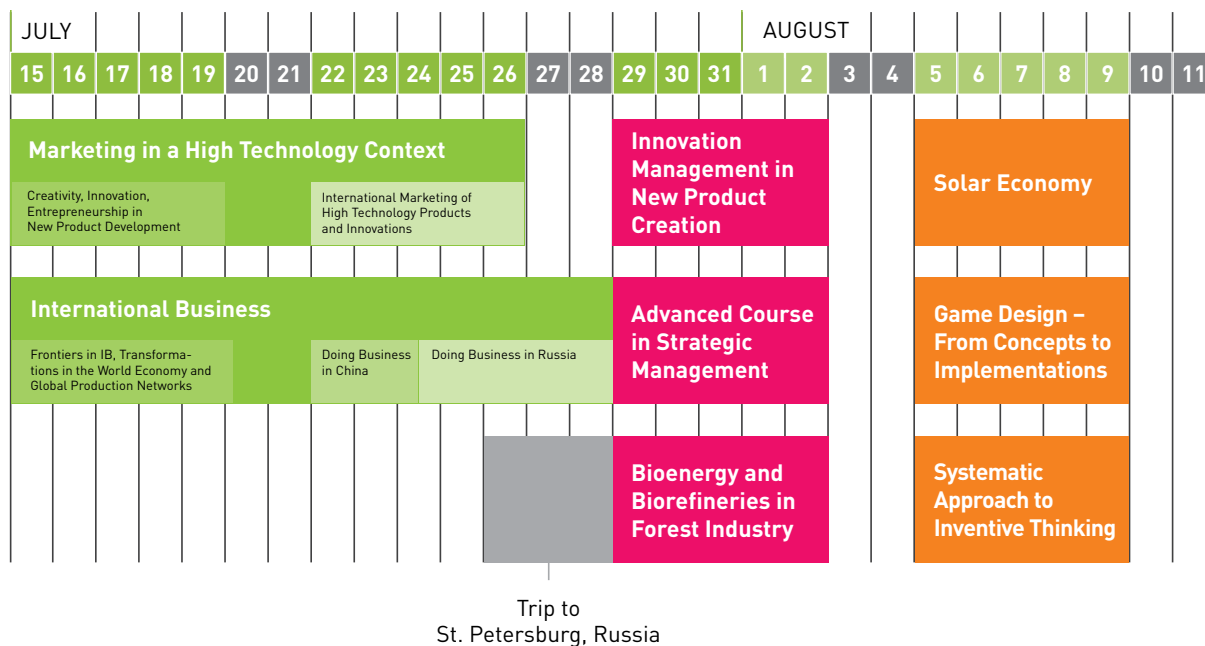 JULY
AUGUST
15 16 17 18 19 20 21 22 23 24 25 26 27 28 29 30 31 1 2 3 4 5 6 7 8 9 10 11
Marketing in a High Technology Context
Creativity, Innovation,
Entrepreneurship in
New Product Development
International Marketing of
High Technology Products
and Innovations
Innovation
Management in
New Product
Creation
Solar Economy
International Business
Frontiers in IB, Transforma-
tions in the World Economy and
Global Production Networks
Doing Business
in China
Doing Business in Russia
Advanced Course
in Strategic
Management
Game Design –
From Concepts to
Implementations
Bioenergy and
Biorefineries in
Forest Industry
Systematic
Approach to
Inventive Thinking
Trip to
St. Petersburg, Russia